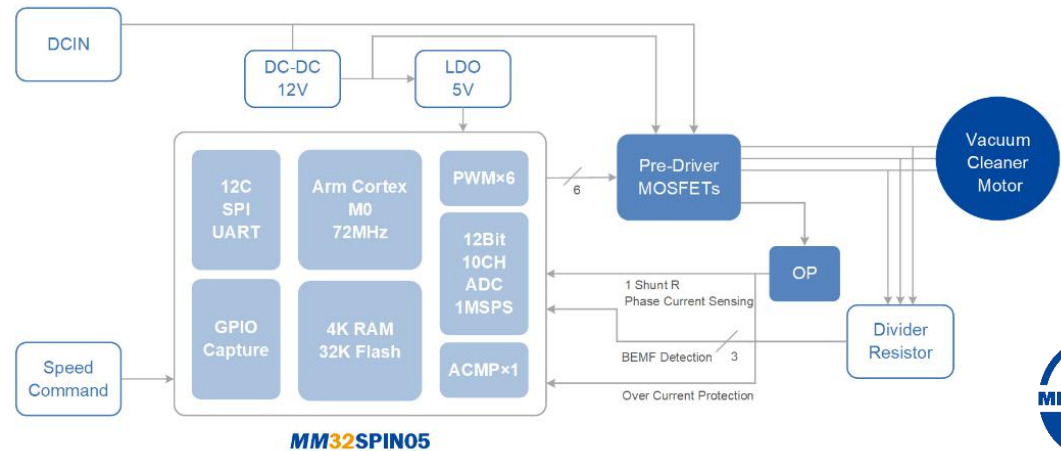 DCIN
DC-DC
12V
LDO
5V
12C
SPI
UART
Arm Cortex
M0
72MHz
PWM×6
12Bit
10CH
ADC
1MSPS
GPIO
Capture
4K RAM
32K Flash
ACMP×1
6
Pre-Driver
MOSFETs
Vacuum
Cleaner
Motor
OP
1 Shunt R
Phase Current Sensing
BEMF Detection
3
Over Current Protection
Divider
Resistor
Speed
Command
MM32SPIN05